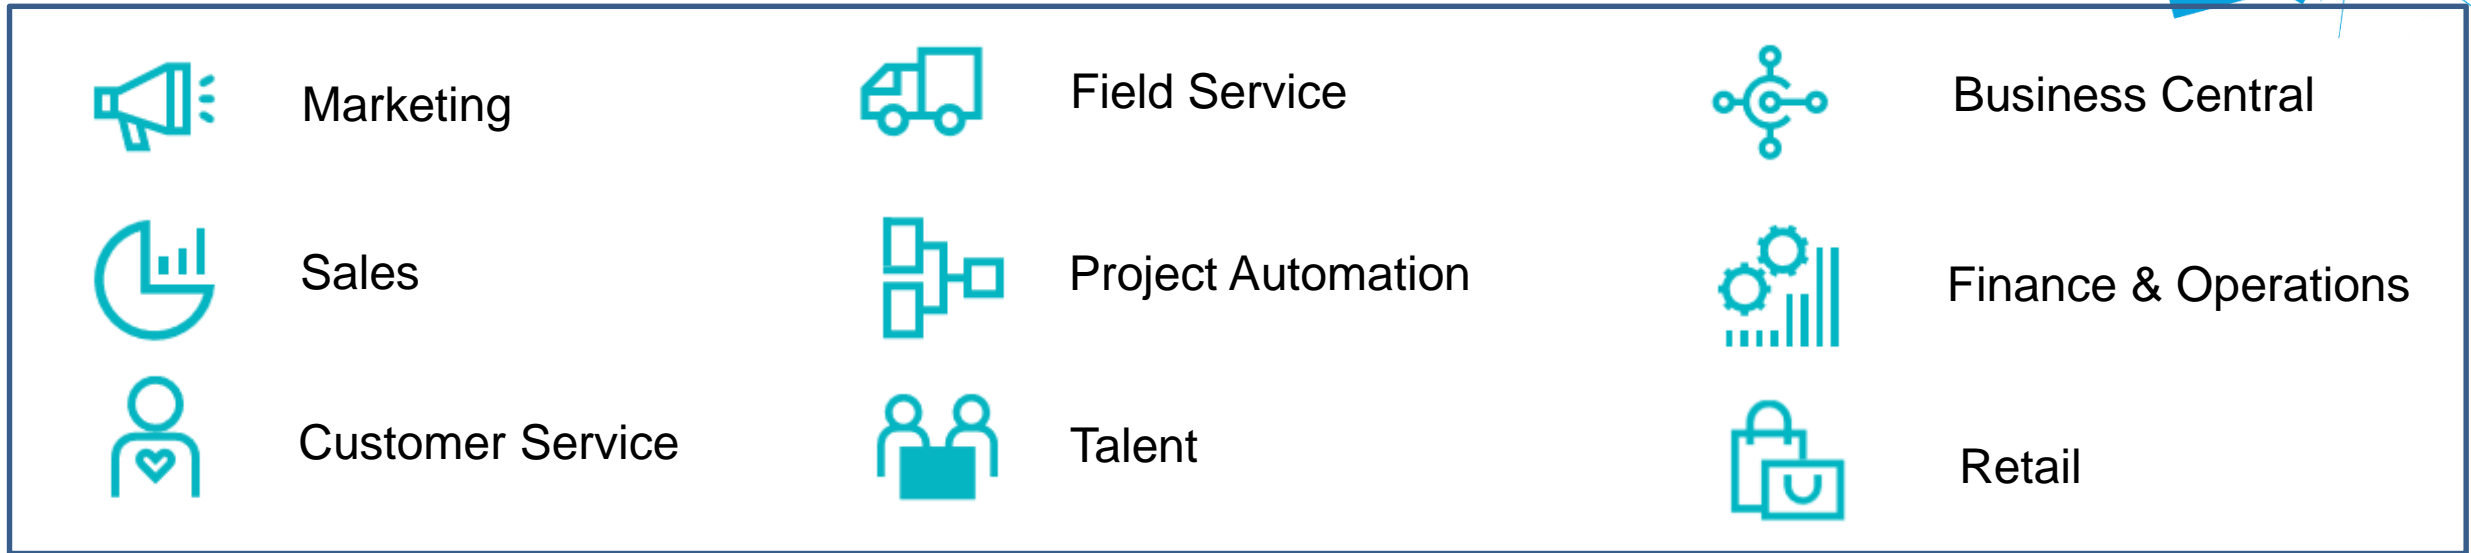 Marketing
Field Service
Business Central
Sales
Project Automation
Finance & Operations
Customer Service
Talent
Retail